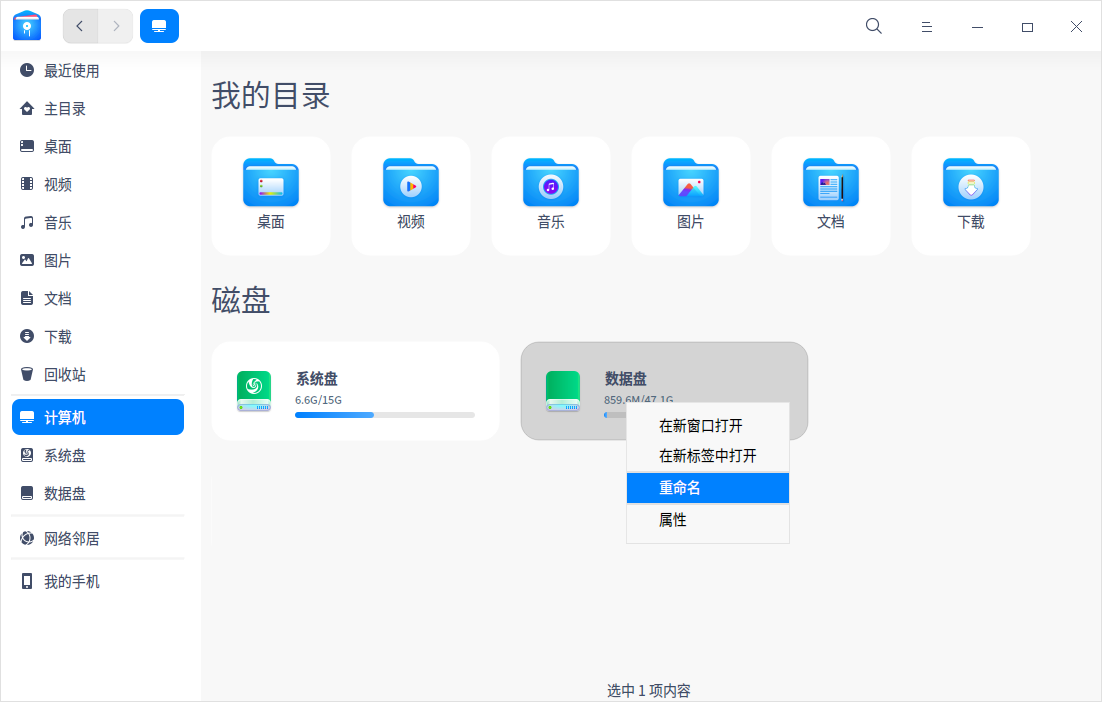 最近使用
主目录
桌面
视频
音乐
图片
文档
下载
回收站
计算机
系统盘
数据盘
网络邻居
我的手机
我的目录
桌面
视频
音乐
图片
文档
下载
磁盘
系统盘
6.6G/15G
数据盘
859.6M/47.1G
在新窗口打开
在新标签中打开
重命名
属性
选中 1 项内容